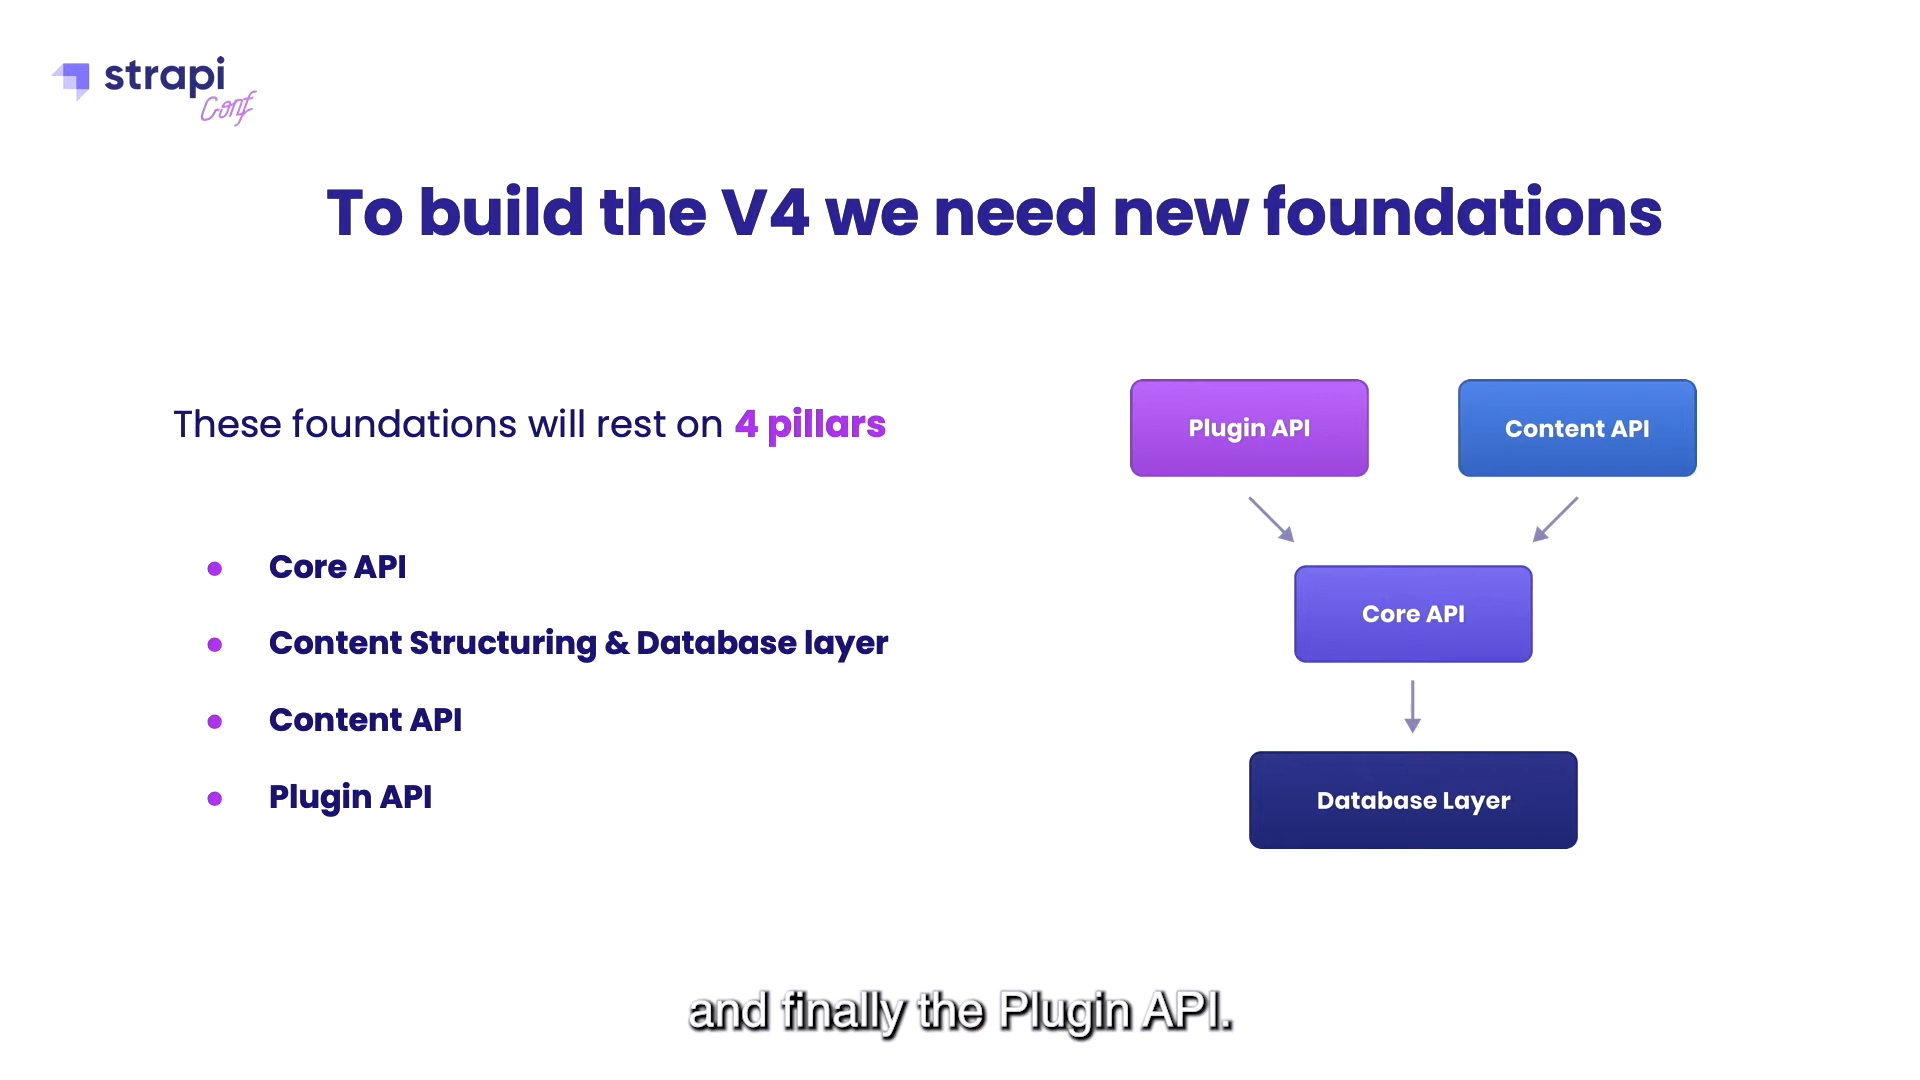 strapi
Conf
To build the V4 we need new foundations
These foundations will rest on 4 pillars
Core API
Content Structuring & Database layer
Content API
Plugin API
Plugin API
Content API
Core API
Database Layer
and finally the Plugin API.